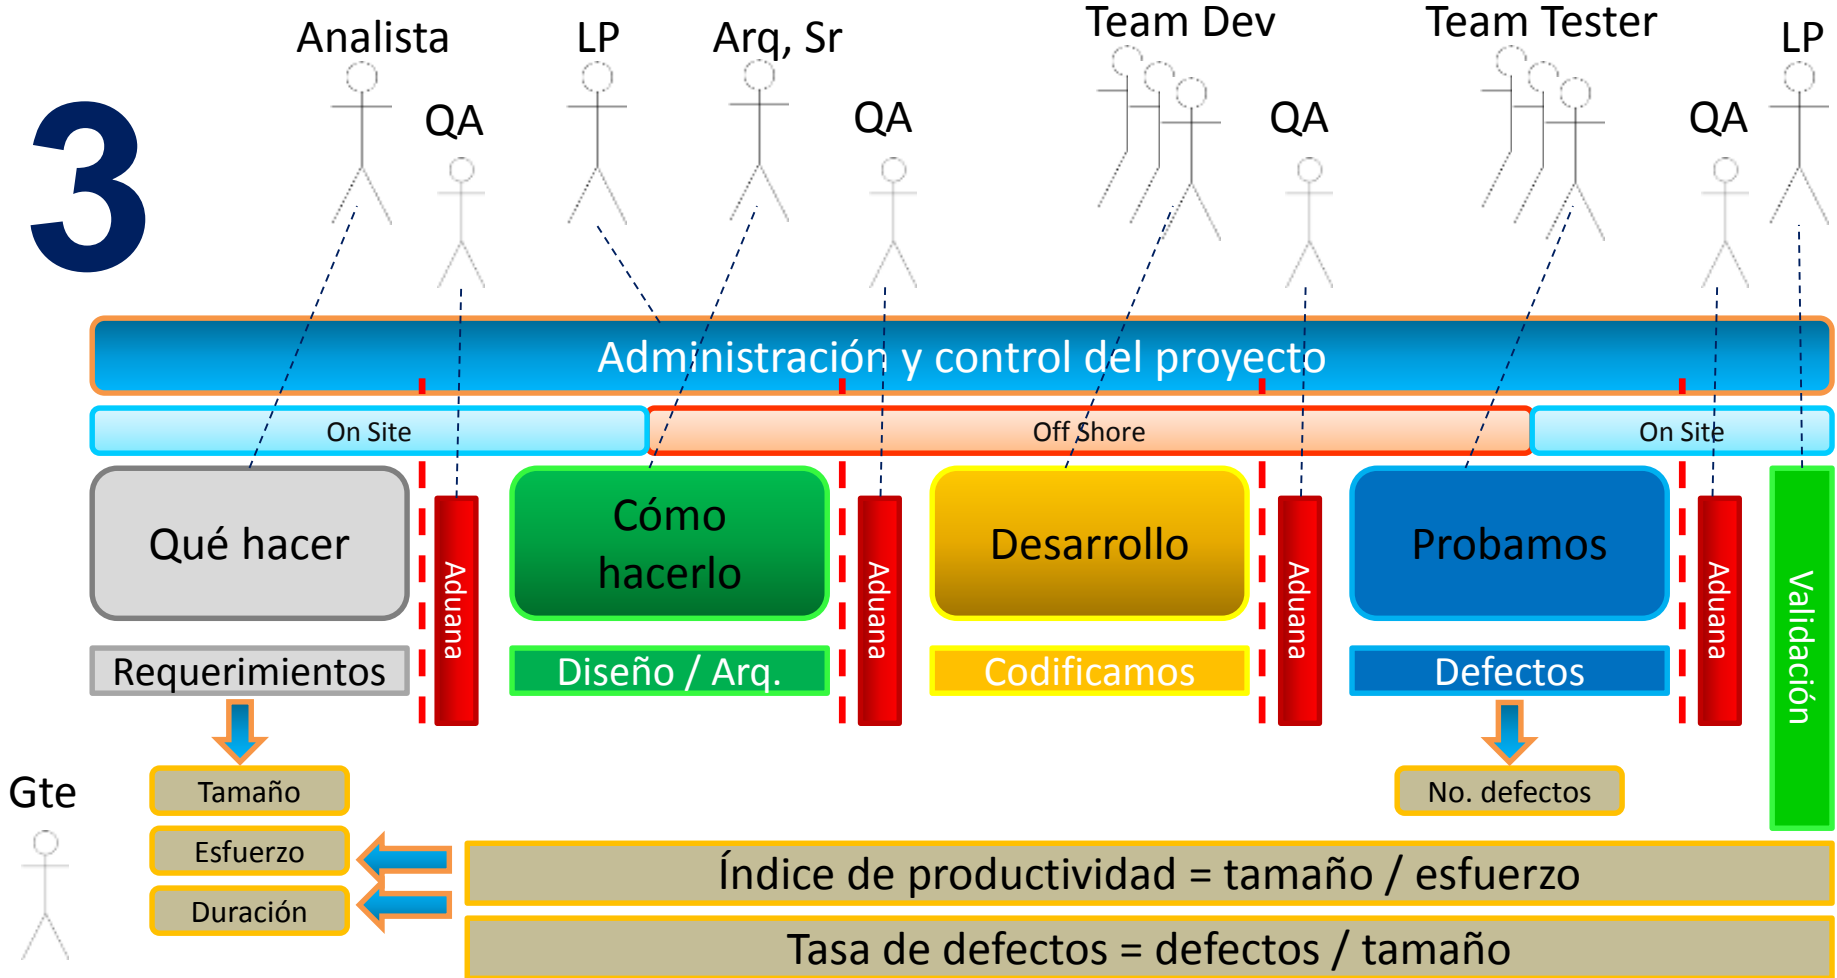 Analista
LP
Arq, Sr
Team Dev
Team Tester
LP
3
QA
QA
QA
QA
Administración y control del proyecto
On Site
Off Shore
On Site
Qué hacer
Aduana
Cómo
hacerlo
Aduana
Desarrollo
Aduana
Probamos
Aduana
Validación
Requerimientos
Diseño / Arq.
Codificamos
Defectos
Gte
Tamaño
No. defectos
Esfuerzo
Índice de productividad = tamaño / esfuerzo
Duración
Tasa de defectos = defectos / tamaño